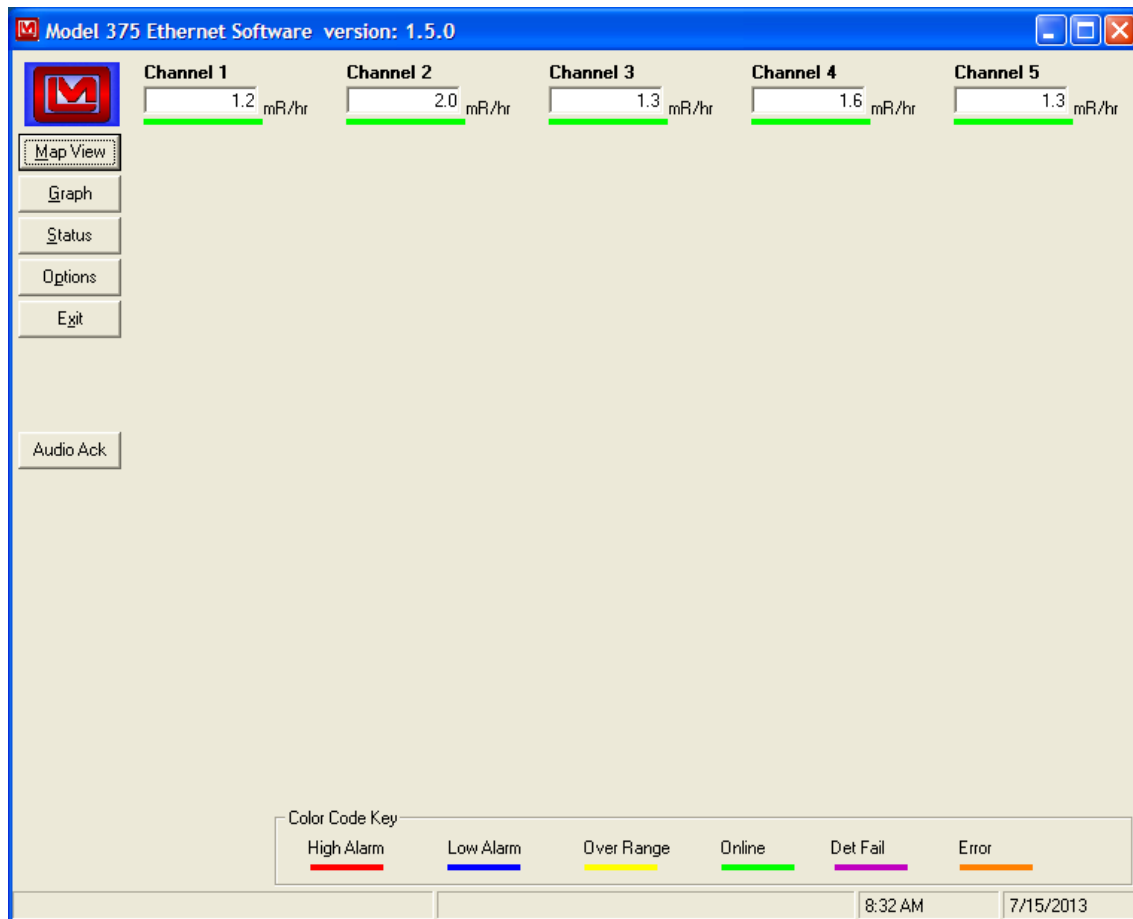 Model 375 Ethernet Software version: 1.5.0
Channel 1 Channel 2 Channel 3 Channel 4 Channel 5
1.2 mR/hr 2.0 mR/hr 1.3 mR/hr 1.6 mR/hr 1.3 mR/hr
Map View
Graph
Status
Options
Exit
Audio Ack
Color Code Key
High Alarm Low Alarm Over Range Online Det Fail Error
8:32 AM 7/15/2013